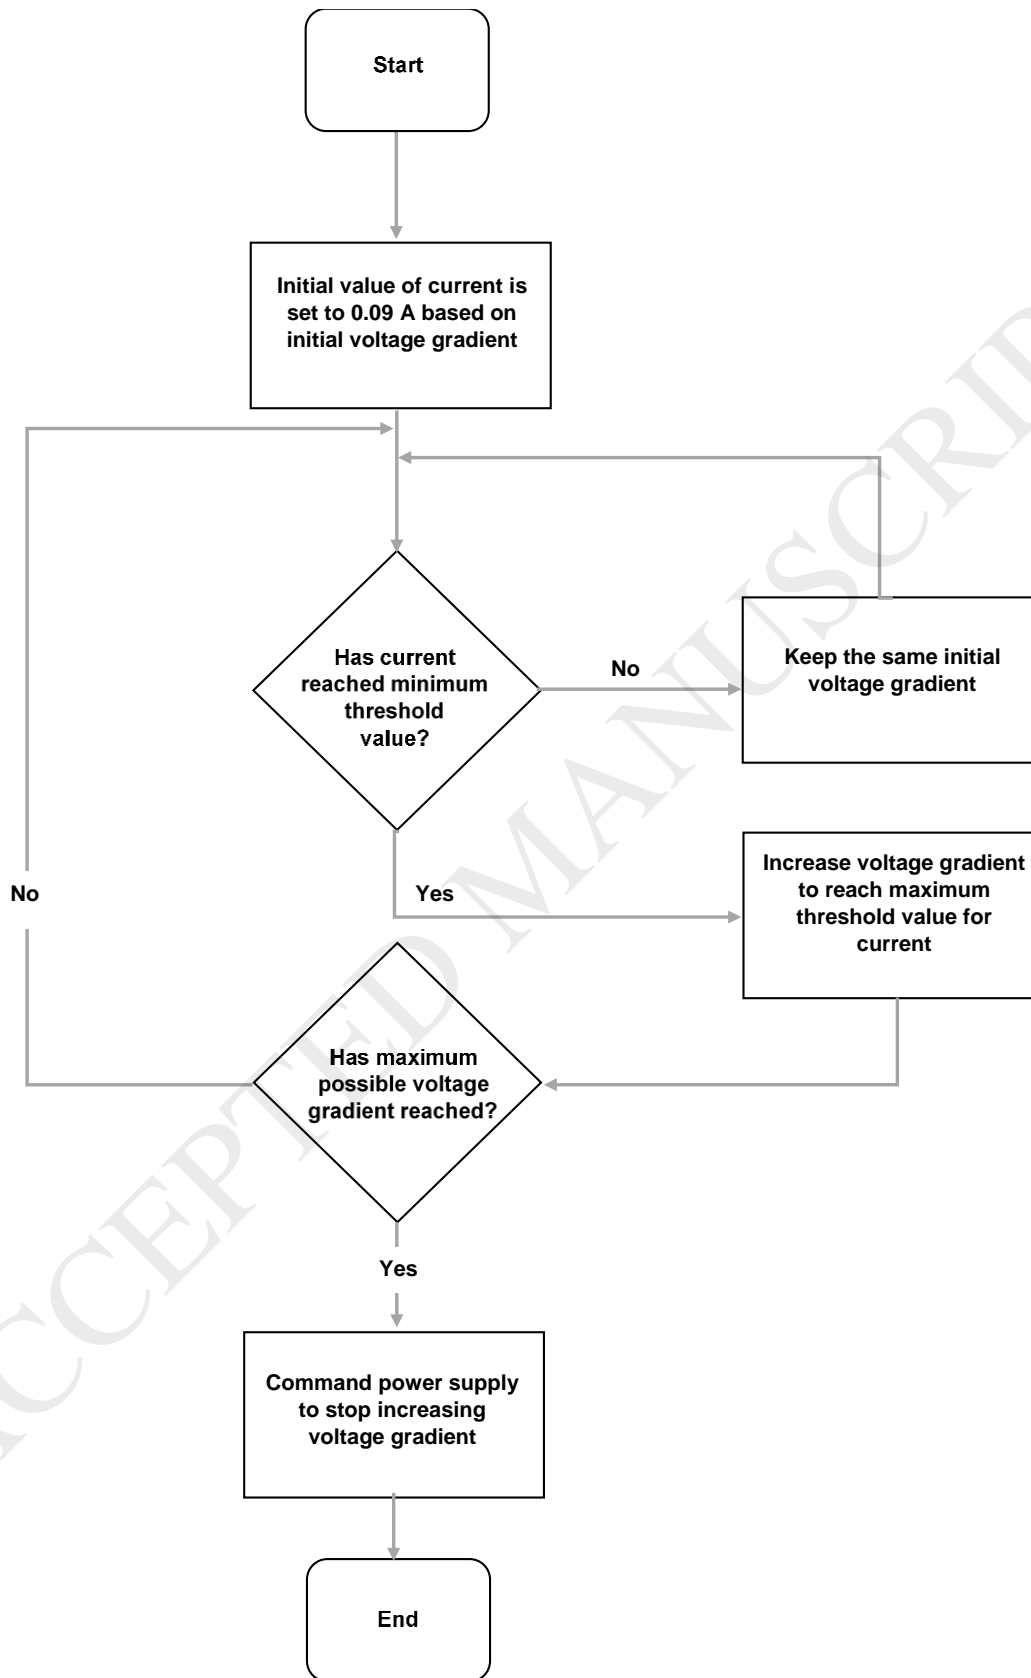 Start
Initial value of current is
set to 0.09 A based on
initial voltage gradient
Has current
reached minimum
threshold
value?
No
Keep the same initial
voltage gradient
Yes
Increase voltage gradient
to reach maximum
threshold value for
current
No
Has maximum
possible voltage
gradient reached?
Yes
Command power supply
to stop increasing
voltage gradient
End
ACCEPTED MANUSCRIP